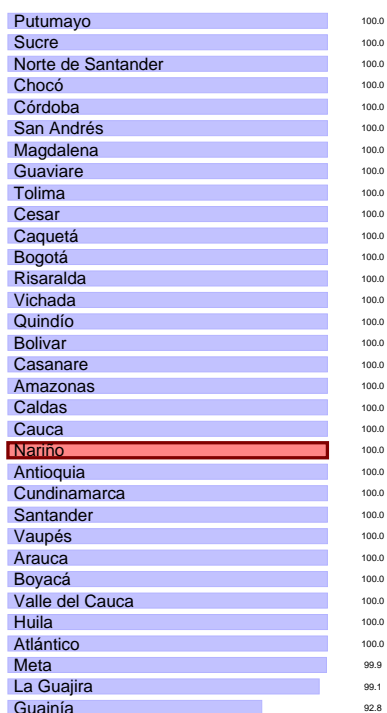 Putumayo 100.0
Sucre 100.0
Norte de Santander 100.0
Chocó 100.0
Córdoba 100.0
San Andrés 100.0
Magdalena 100.0
Guaviare 100.0
Tolima 100.0
Cesar 100.0
Caquetá 100.0
Bogotá 100.0
Risaralda 100.0
Vichada 100.0
Quindío 100.0
Bolivar 100.0
Casanare 100.0
Amazonas 100.0
Caldas 100.0
Cauca 100.0
Nariño 100.0
Antioquia 100.0
Cundinamarca 100.0
Santander 100.0
Vaupés 100.0
Arauca 100.0
Boyacá 100.0
Valle del Cauca 100.0
Huila 100.0
Atlántico 100.0
Meta 99.9
La Guajira 99.1
Guainía 92.8